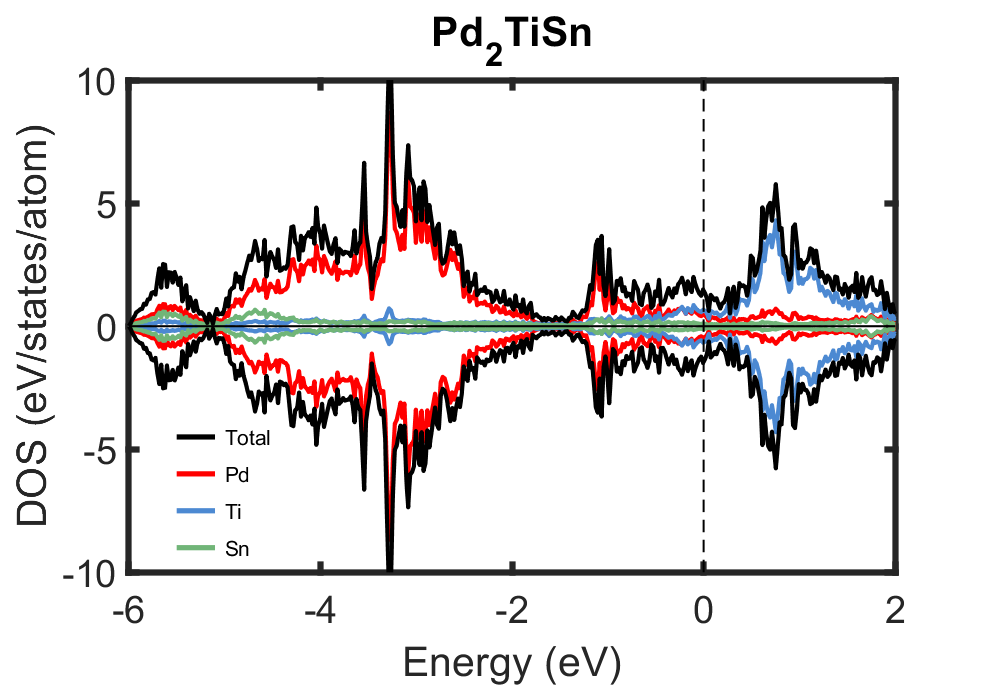 Pd2TiSn
10
5
0
-5
-10
DOS (eV/states/atom)
Total
Pd
Ti
Sn
-6 -4 -2 0 2
Energy (eV)